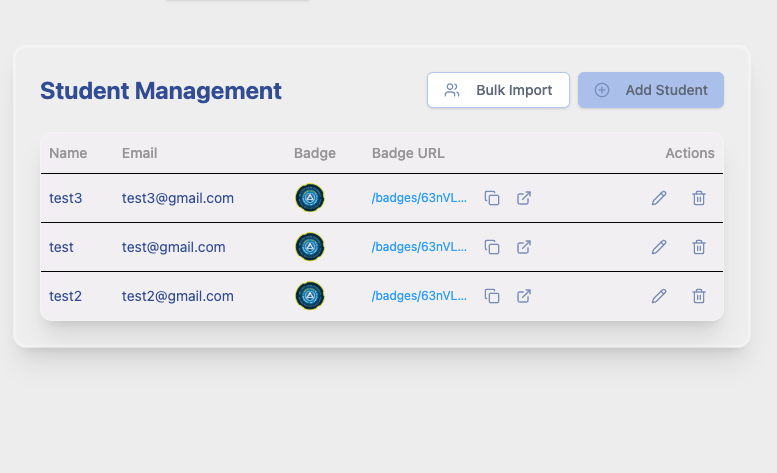 Student Management
Bulk Import
Add Student
Name Email Badge Badge URL Actions
test3 test3@gmail.com /badges/63nVL...
test test@gmail.com /badges/63nVL...
test2 test2@gmail.com /badges/63nVL...